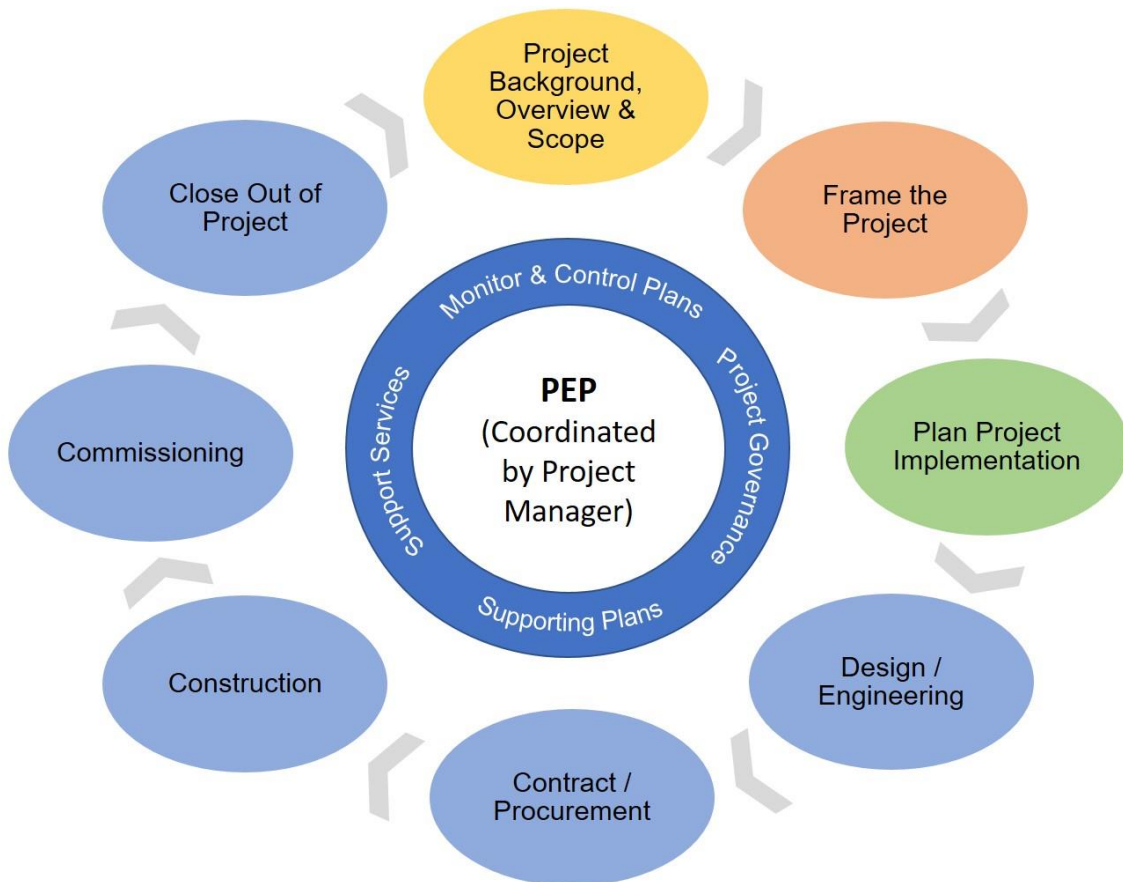 Project
Background,
Overview &
Scope
Frame the
Project
Plan Project
Implementation
Design /
Engineering
Contract /
Procurement
Construction
Commissioning
Close Out of
Project
Monitor & Control Plans
Project Governance
Supporting Plans
Support Services
PEP
(Coordinated
by Project
Manager)